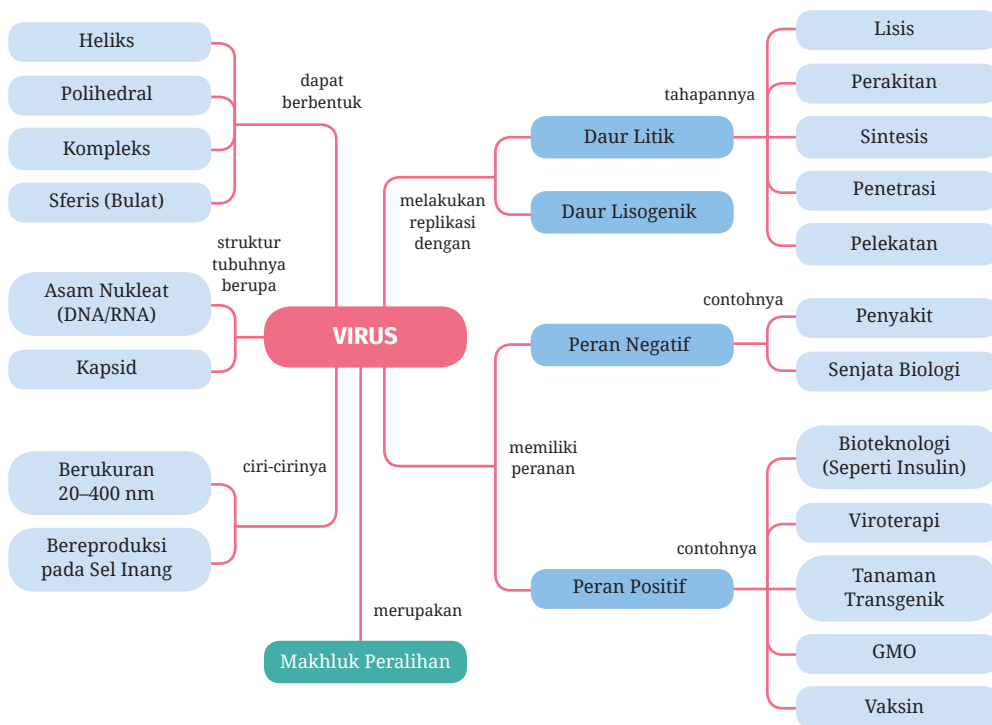 Heliks
Polihedral
Kompleks
Sferis (Bulat)
dapat
berbentuk
struktur
tubuhnya
berupa
Asam Nukleat
(DNA/RNA)
Kapsid
VIRUS
ciri-cirinya
Berukuran
20–400 nm
Bereproduksi
pada Sel Inang
merupakan
Makhluk Peralihan
melakukan
replikasi
dengan
Daur Litik
Daur Lisogenik
tahapannya
Lisis
Perakitan
Sintesis
Penetrasi
Pelekatan
memiliki
peranan
Peran Negatif
contohnya
Penyakit
Senjata Biologi
Peran Positif
contohnya
Bioteknologi
(Seperti Insulin)
Viroterapi
Tanaman
Transgenik
GMO
Vaksin